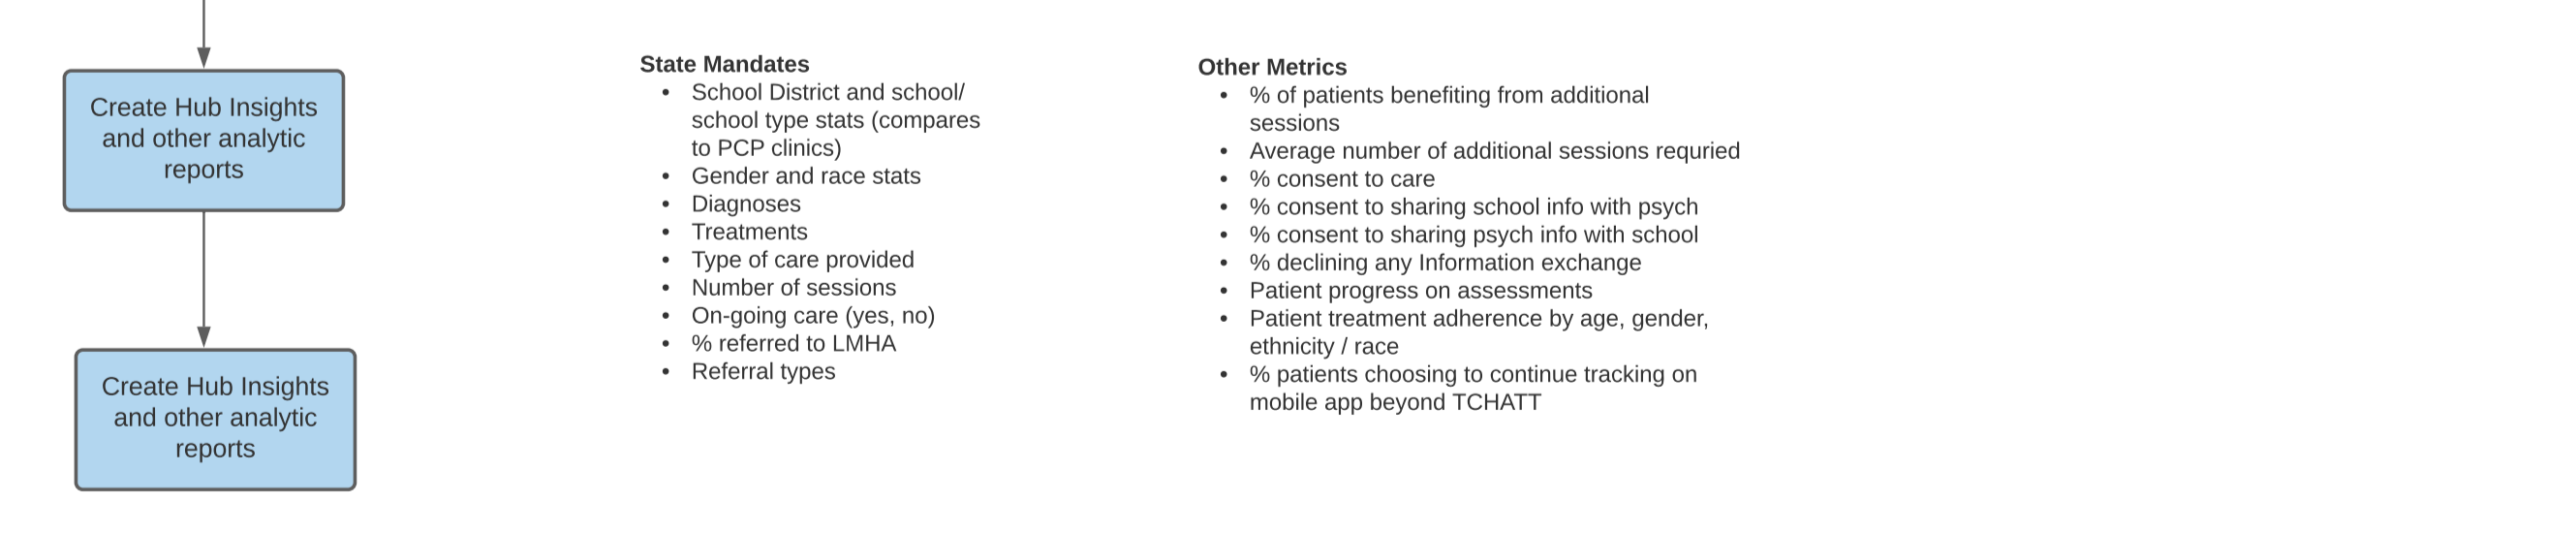 Create Hub Insights
and other analytic
reports
Create Hub Insights
and other analytic
reports
State Mandates
• School District and school/
school type stats (compares
to PCP clinics)
• Gender and race stats
• Diagnoses
• Treatments
• Type of care provided
• Number of sessions
• On-going care (yes, no)
• % referred to LMHA
• Referral types
Other Metrics
• % of patients benefiting from additional
sessions
• Average number of additional sessions requried
• % consent to care
• % consent to sharing school info with psych
• % consent to sharing psych info with school
• % declining any Information exchange
• Patient progress on assessments
• Patient treatment adherence by age, gender,
ethnicity / race
• % patients choosing to continue tracking on
mobile app beyond TCHATT